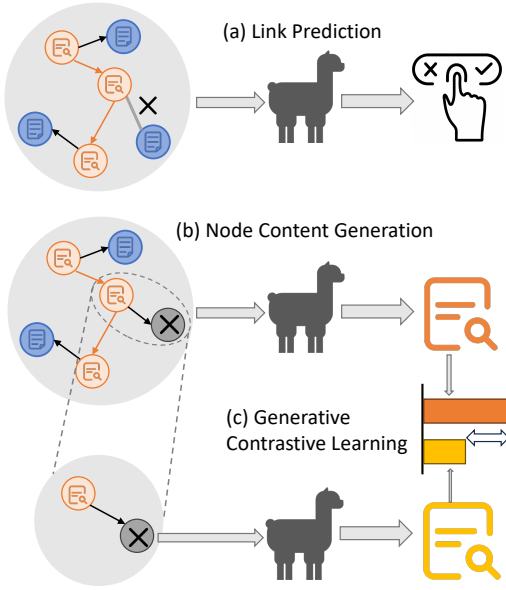 (a) Link Prediction
(b) Node Content Generation
(c) Generative
Contrastive Learning